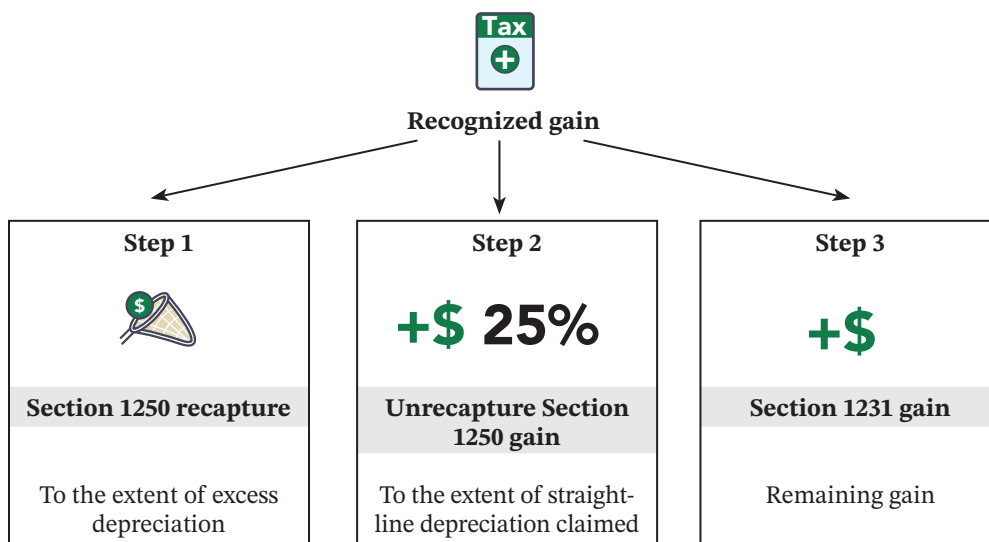 Tax
Recognized gain
Step 1
$
Section 1250 recapture
To the extent of excess
depreciation
Step 2
+$ 25%
Unrecapture Section
1250 gain
To the extent of straight-
line depreciation claimed
Step 3
+$
Section 1231 gain
Remaining gain